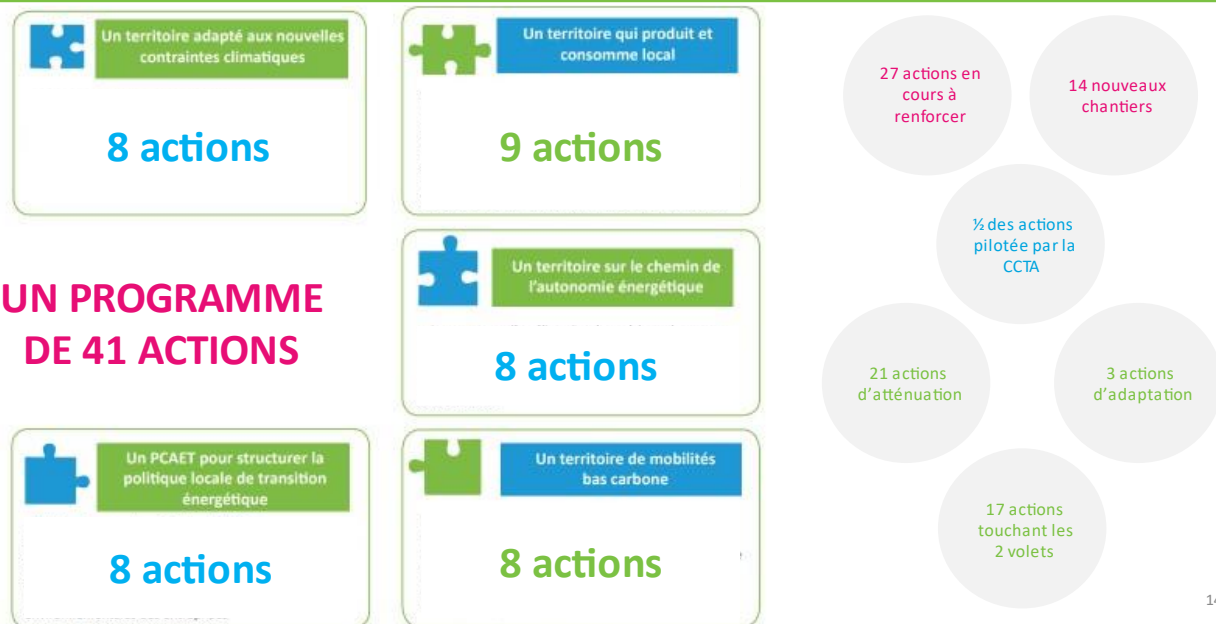 Un territoire adapté aux nouvelles
contraintes climatiques
8 actions
Un territoire qui produit et
consomme local
9 actions
UN PROGRAMME
DE 41 ACTIONS
Un territoire sur le chemin de
l'autonomie énergétique
8 actions
Un PCAET pour structurer la
politique locale de transition
énergétique
8 actions
Un territoire de mobilités
bas carbone
8 actions
27 actions en
cours à
renforcer
14 nouveaux
chantiers
½ des actions
pilotée par la
CCTA
21 actions
d'atténuation
3 actions
d'adaptation
17 actions
touchant les
2 volets